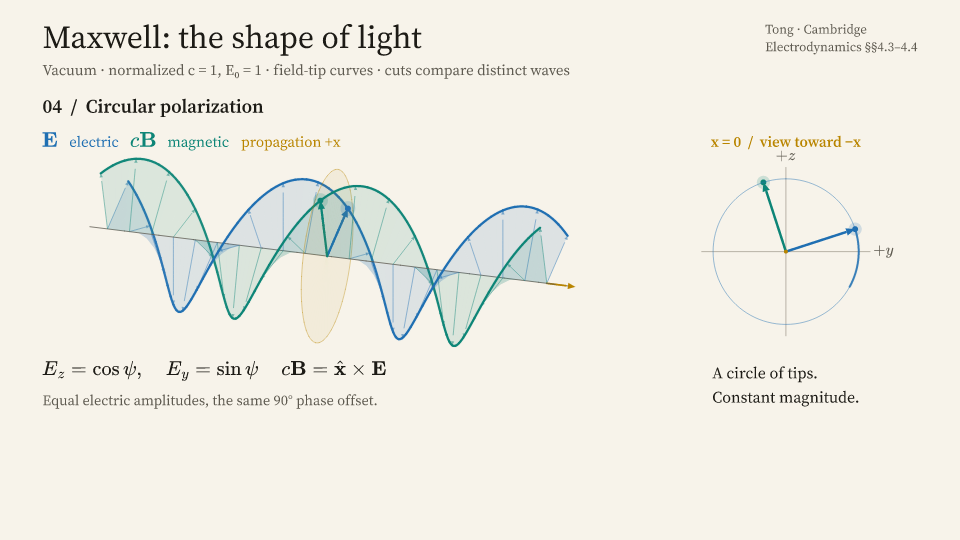 Maxwell: the shape of light
Tong · Cambridge
Electrodynamics §§4.3–4.4
Vacuum · normalized c = 1, E₀ = 1 · field-tip curves · cuts compare distinct waves
04 / Circular polarization
E electric cB magnetic propagation +x
x = 0 / view toward −x
+z
+y
E_z = cos ψ, E_y = sin ψ cB = x̂ × E
Equal electric amplitudes, the same 90° phase offset.
A circle of tips.
Constant magnitude.